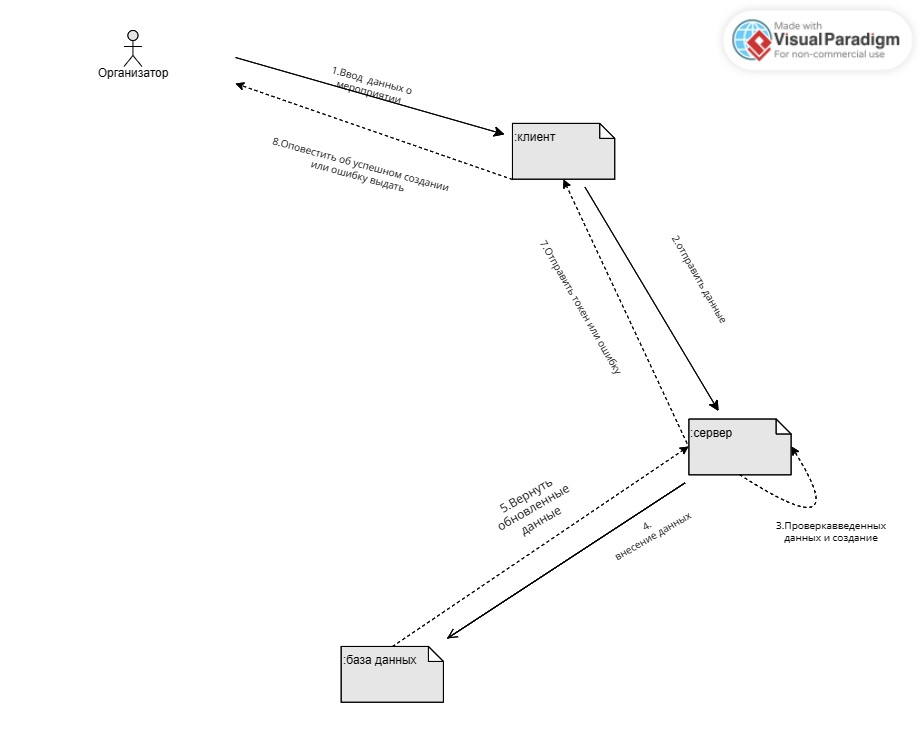 Made with
VisualParadigm
For non-commercial use
Организатор
1.Ввод данных о
мероприятии
:клиент
8.Оповестить об успешном создании
или ошибку выдать
2.отправить данные
7.Отправить токен или ошибку
:сервер
5.Вернуть
обновленные
данные
4.
внесение данных
3.Проверкавведенных
данных и создание
:база данных